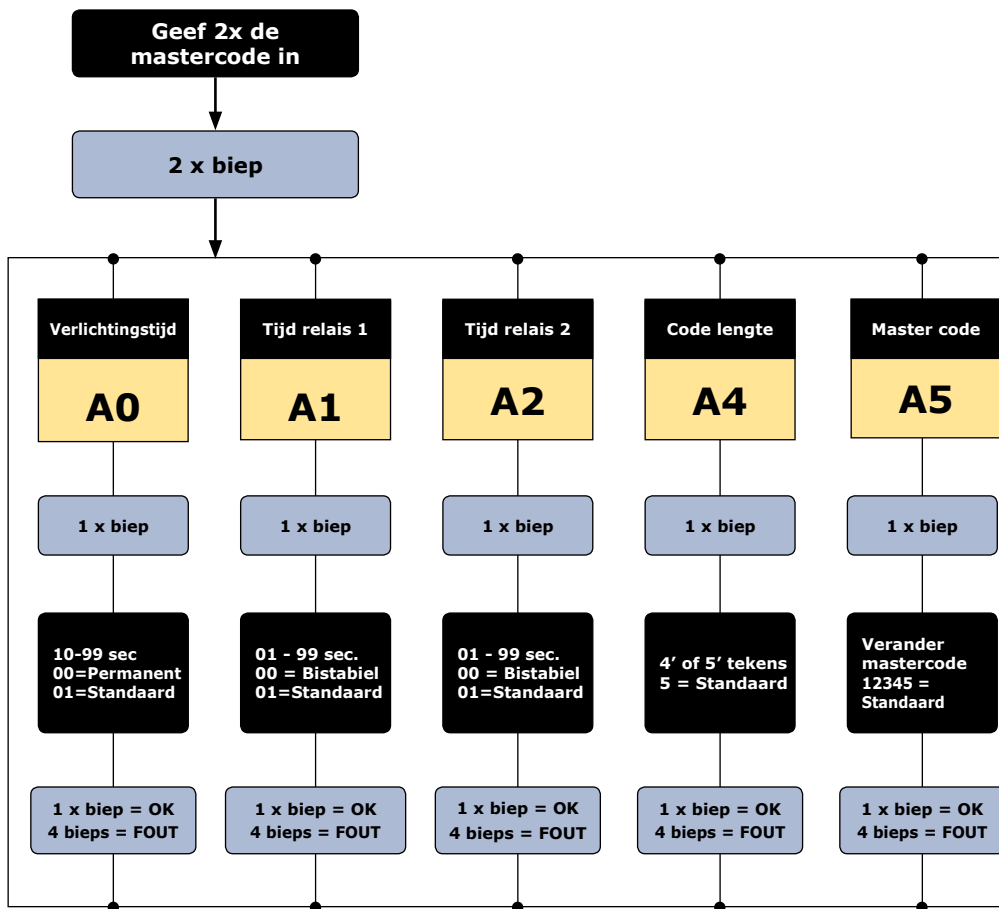 Geef 2x de
mastercode in
2 x biep
Verlichtingstijd
A0
1 x biep
10-99 sec
00=Permanent
01=Standaard
1 x biep = OK
4 bieps = FOUT
Tijd relais 1
A1
1 x biep
01 - 99 sec.
00 = Bistabiel
01=Standaard
1 x biep = OK
4 bieps = FOUT
Tijd relais 2
A2
1 x biep
01 - 99 sec.
00 = Bistabiel
01=Standaard
1 x biep = OK
4 bieps = FOUT
Code lengte
A4
1 x biep
4’ of 5’ tekens
5 = Standaard
1 x biep = OK
4 bieps = FOUT
Master code
A5
1 x biep
Verander
mastercode
12345 =
Standaard
1 x biep = OK
4 bieps = FOUT